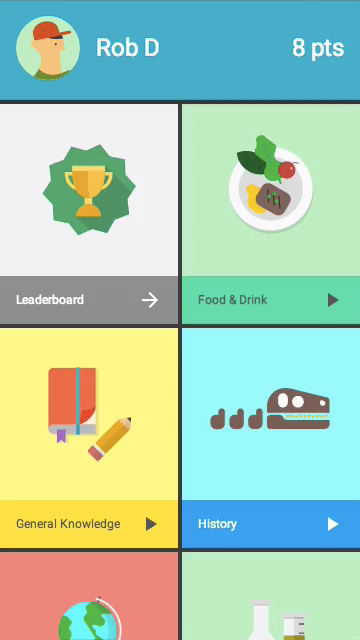 Rob D
8 pts
Leaderboard
Food & Drink
General Knowledge
History